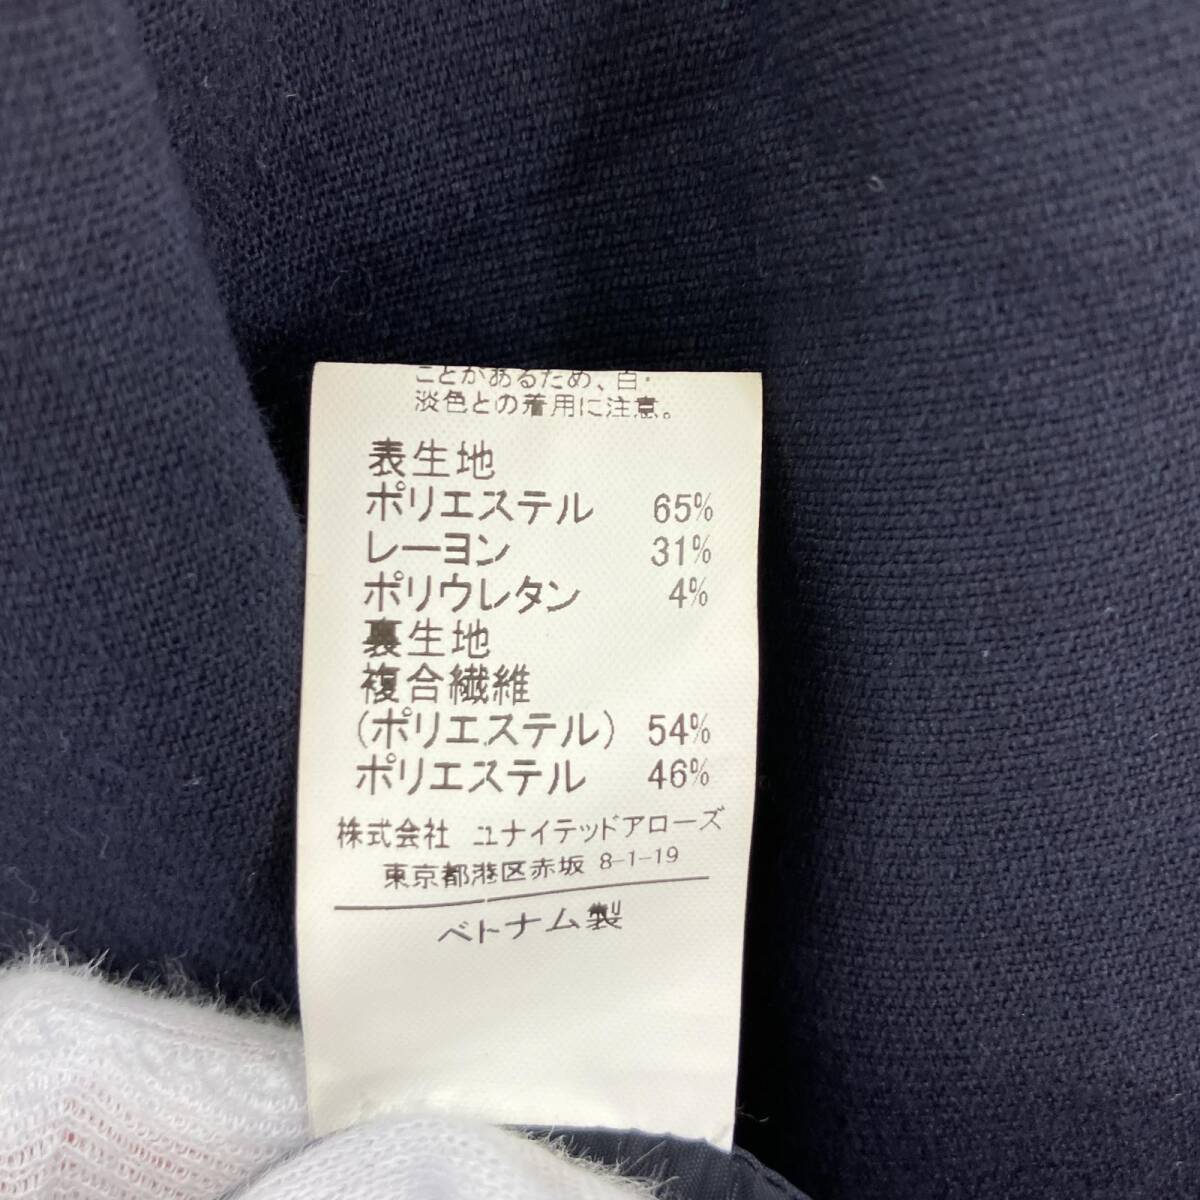 ことがあるため、白・
淡色との着用に注意。
表生地
ポリエステル 65%
レーヨン 31%
ポリウレタン 4%
裏生地
複合繊維
(ポリエステル) 54%
ポリエステル 46%
株式会社 ユナイテッドアローズ
東京都港区赤坂 8-1-19
ベトナム製